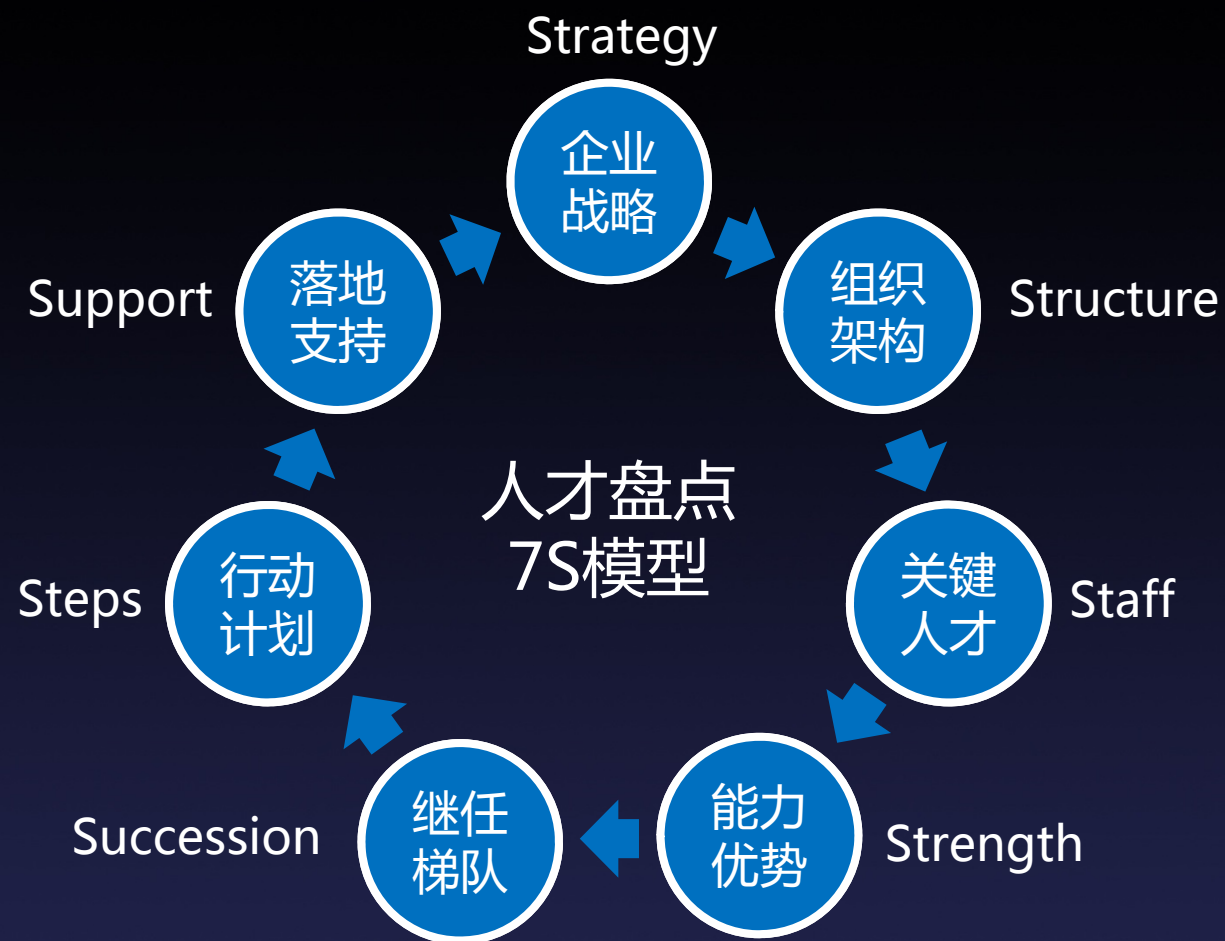 Strategy
企业
战略
组织
架构
Structure
关键
人才
Staff
能力
优势
Strength
继任
梯队
Succession
行动
计划
Steps
落地
支持
Support
人才盘点
7S模型